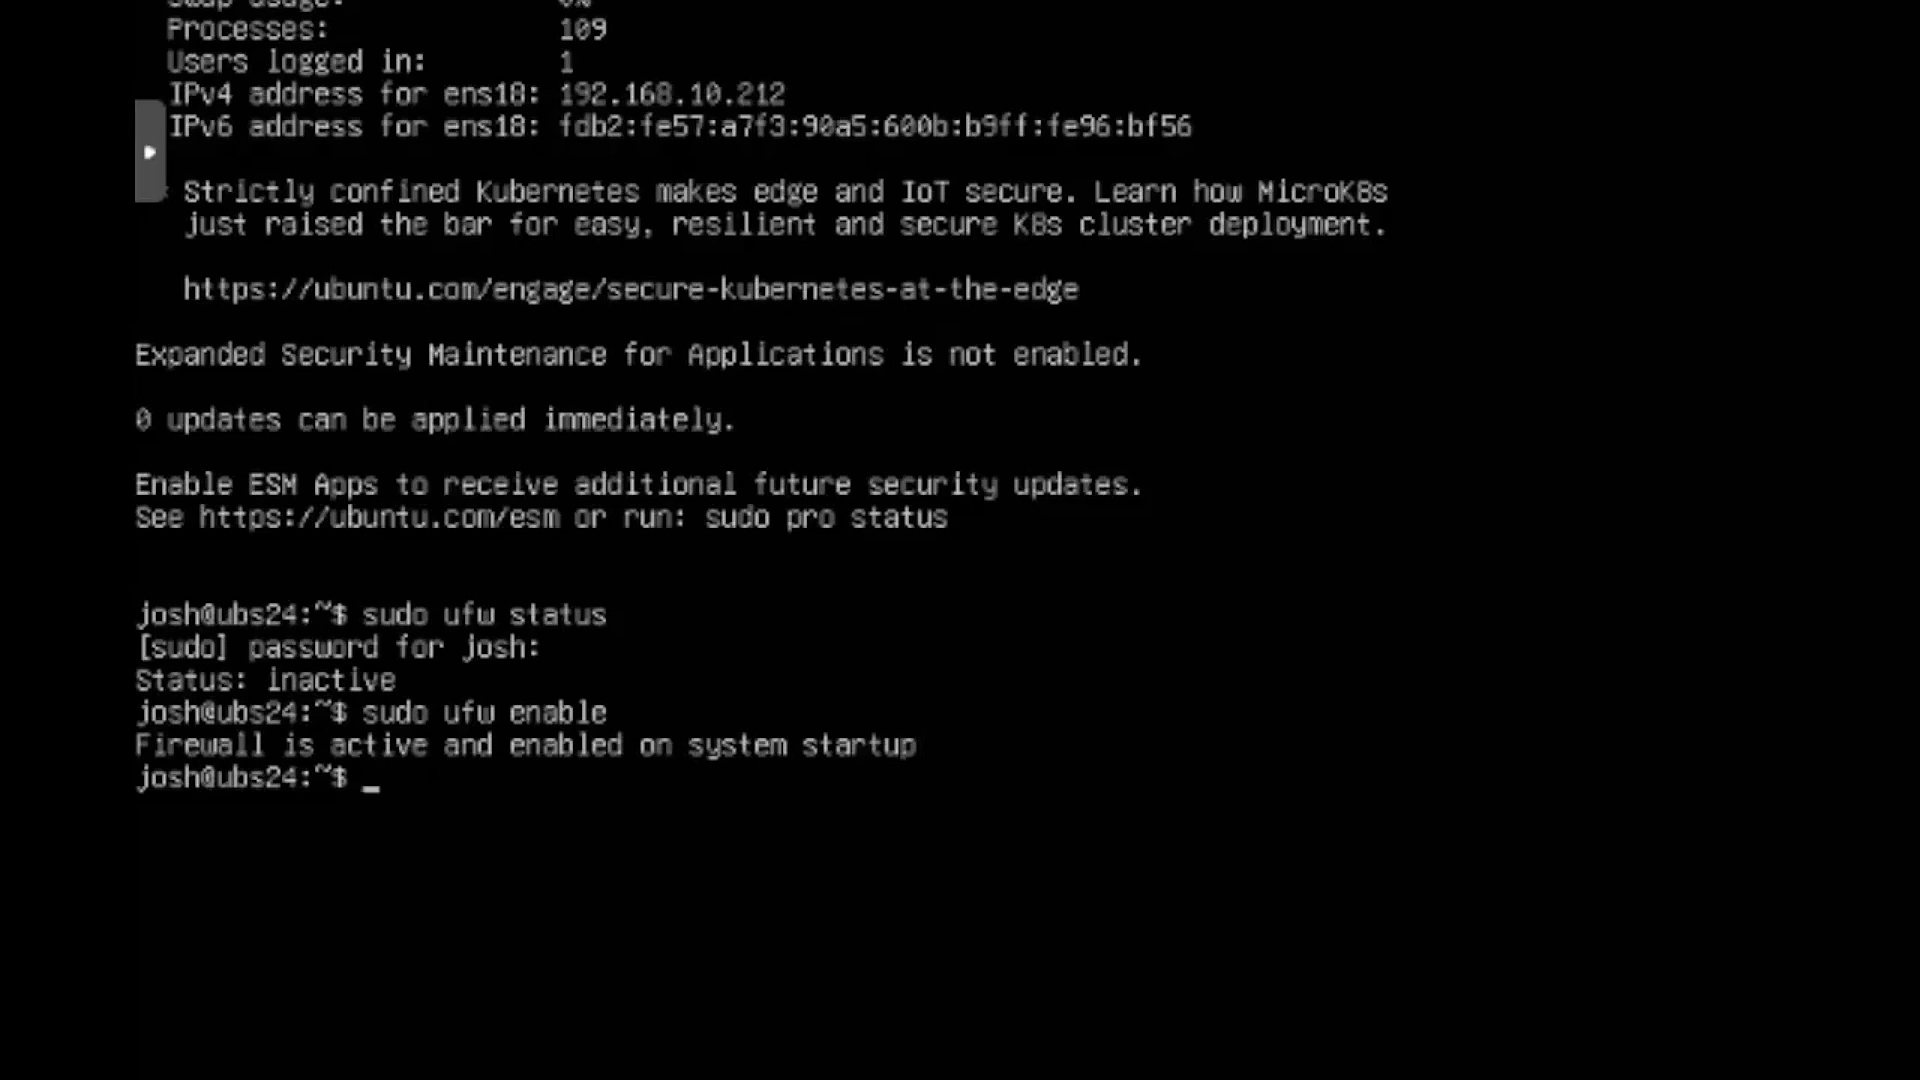 Swap usage: 0%
Processes: 109
Users logged in: 1
IPv4 address for ens18: 192.168.10.212
IPv6 address for ens18: fdb2:fe57:a7f3:90a5:600b:b9ff:fe96:bf56
Strictly confined Kubernetes makes edge and IoT secure. Learn how MicroK8s
just raised the bar for easy, resilient and secure K8s cluster deployment.
https://ubuntu.com/engage/secure-kubernetes-at-the-edge
Expanded Security Maintenance for Applications is not enabled.
0 updates can be applied immediately.
Enable ESM Apps to receive additional future security updates.
See https://ubuntu.com/esm or run: sudo pro status
josh@ubs24:~$ sudo ufw status
[sudo] password for josh:
Status: inactive
josh@ubs24:~$ sudo ufw enable
Firewall is active and enabled on system startup
josh@ubs24:~$ _